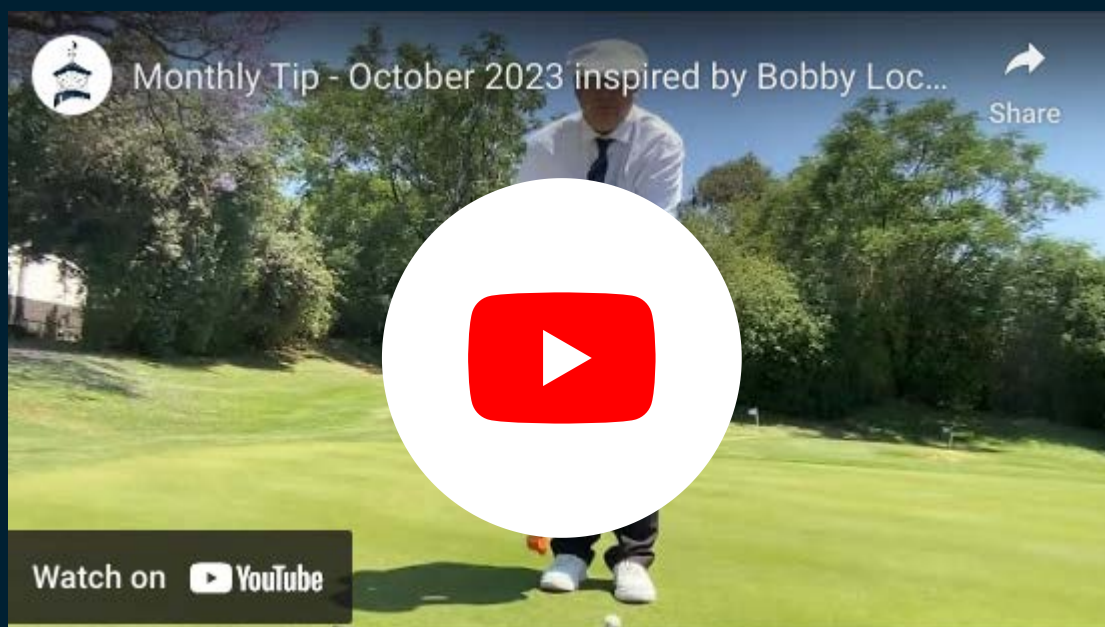 Monthly Tip - October 2023 inspired by Bobby Loc...
Share
Watch on YouTube